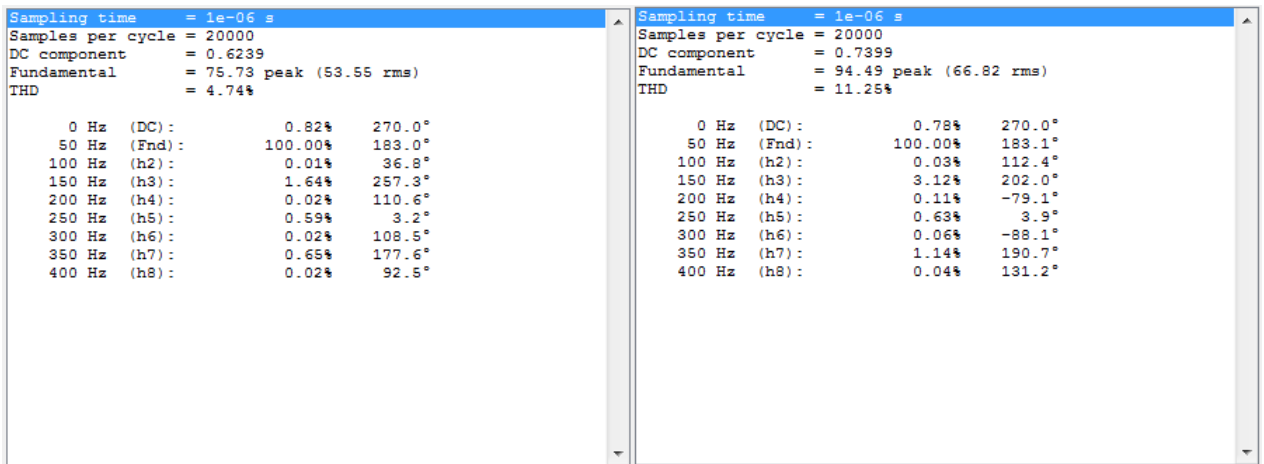 Sampling time = 1e-06 s
Samples per cycle = 20000
DC component = 0.6239
Fundamental = 75.73 peak (53.55 rms)
THD = 4.74%
0 Hz (DC): 0.82% 270.0°
50 Hz (Fnd): 100.00% 183.0°
100 Hz (h2): 0.01% 36.8°
150 Hz (h3): 1.64% 257.3°
200 Hz (h4): 0.02% 110.6°
250 Hz (h5): 0.59% 3.2°
300 Hz (h6): 0.02% 108.5°
350 Hz (h7): 0.65% 177.6°
400 Hz (h8): 0.02% 92.5°
Sampling time = 1e-06 s
Samples per cycle = 20000
DC component = 0.7399
Fundamental = 94.49 peak (66.82 rms)
THD = 11.25%
0 Hz (DC): 0.78% 270.0°
50 Hz (Fnd): 100.00% 183.1°
100 Hz (h2): 0.03% 112.4°
150 Hz (h3): 3.12% 202.0°
200 Hz (h4): 0.11% -79.1°
250 Hz (h5): 0.63% 3.9°
300 Hz (h6): 0.06% -88.1°
350 Hz (h7): 1.14% 190.7°
400 Hz (h8): 0.04% 131.2°